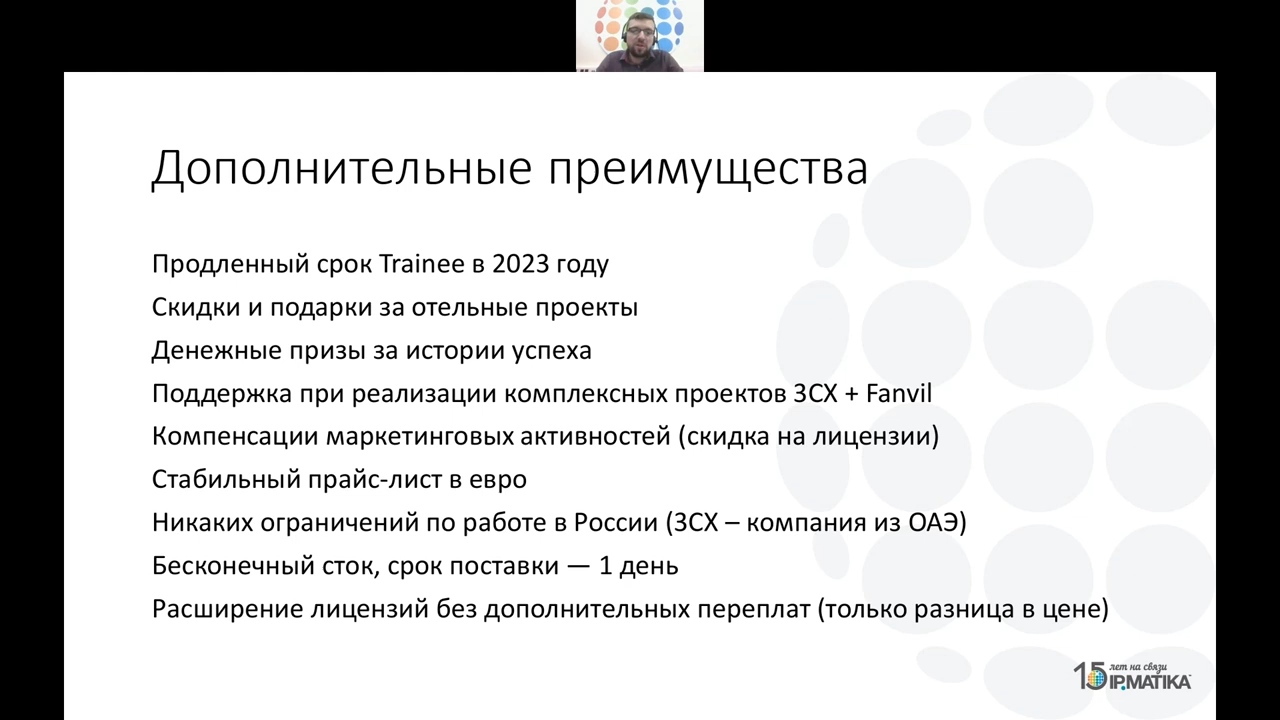 Дополнительные преимущества
Продленный срок Trainee в 2023 году
Скидки и подарки за отельные проекты
Денежные призы за истории успеха
Поддержка при реализации комплексных проектов 3CX + Fanvil
Компенсации маркетинговых активностей (скидка на лицензии)
Стабильный прайс-лист в евро
Никаких ограничений по работе в России (3CX – компания из ОАЭ)
Бесконечный сток, срок поставки — 1 день
Расширение лицензий без дополнительных переплат (только разница в цене)
15 лет на связи
IPMATIKA